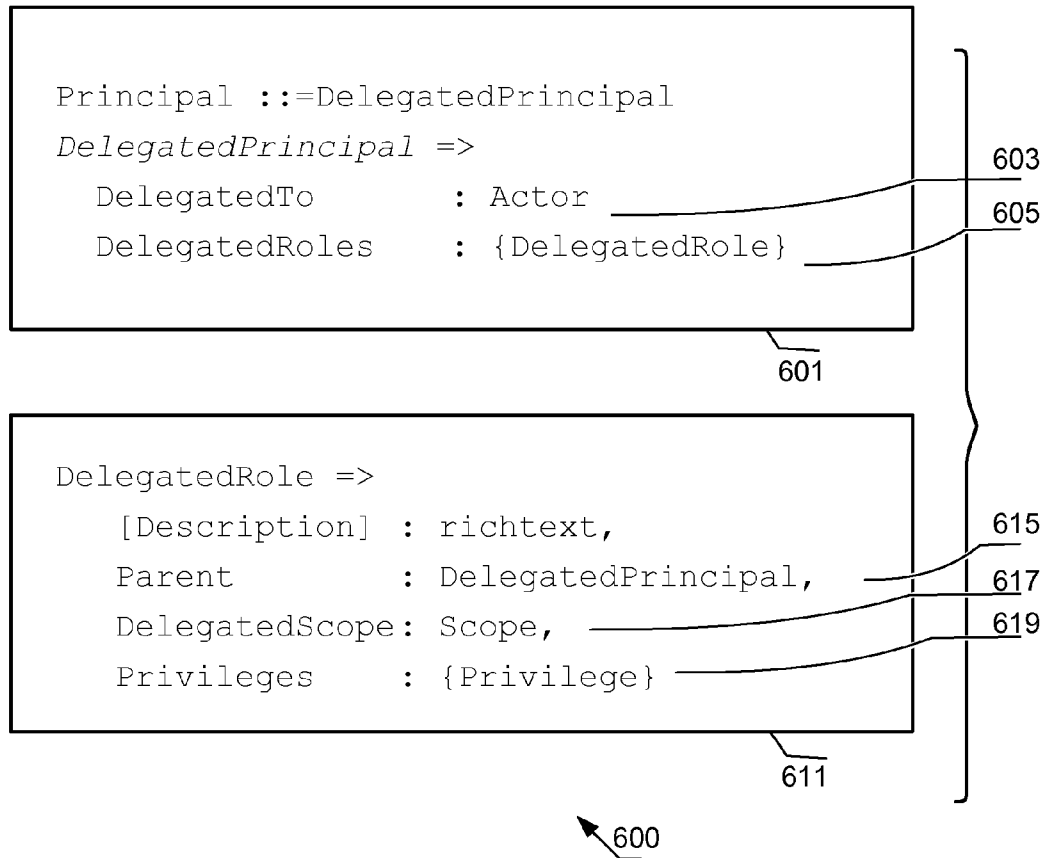 Principal ::=DelegatedPrincipal
DelegatedPrincipal =>
DelegatedTo : Actor
603
DelegatedRoles : {DelegatedRole}
605
601
DelegatedRole =>
[Description] : richtext,
Parent : DelegatedPrincipal,
615
DelegatedScope: Scope,
617
Privileges : {Privilege}
619
611
600